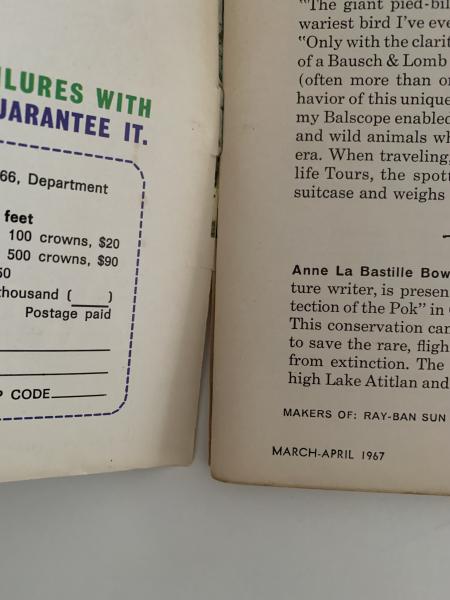 ILURES WITH
UARANTEE IT.
66, Department
feet
100 crowns, $20
500 crowns, $90
50
thousand (____)
Postage paid
CODE
"The giant pied-bil
wariest bird I've eve
"Only with the clarit
of a Bausch & Lomb
(often more than on
havior of this unique
my Balscope enabled
and wild animals wh
era. When traveling,
life Tours, the spott
suitcase and weighs
Anne La Bastille Bow
ture writer, is presen
tection of the Pok" in
This conservation can
to save the rare, fligh
from extinction. The
high Lake Atitlan and
MAKERS OF: RAY-BAN SUN
MARCH-APRIL 1967